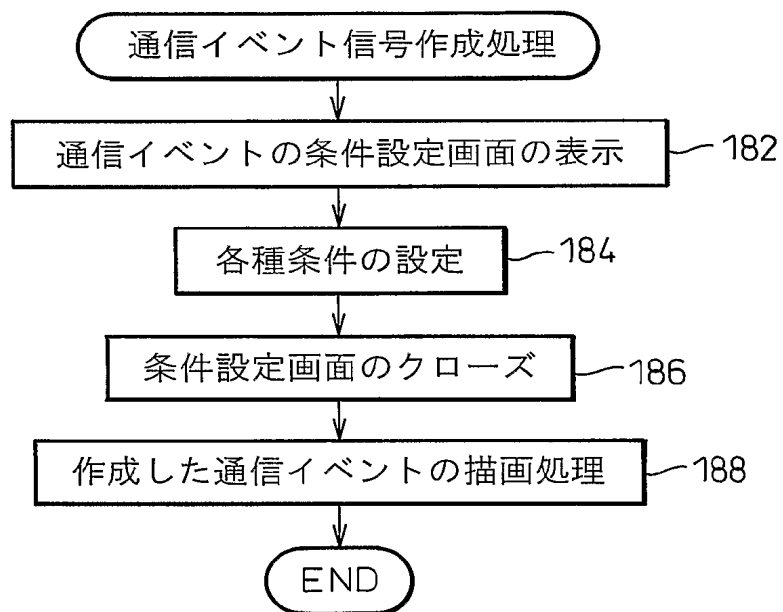 通信イベント信号作成処理
通信イベントの条件設定画面の表示
182
各種条件の設定
184
条件設定画面のクローズ
186
作成した通信イベントの描画処理
188
END